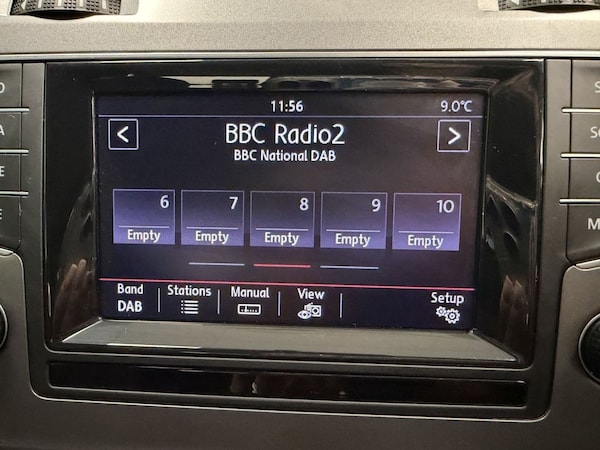 11:56 9.0°C
< BBC Radio2 >
BBC National DAB
6 7 8 9 10
Empty Empty Empty Empty Empty
Band Stations Manual View Setup
DAB